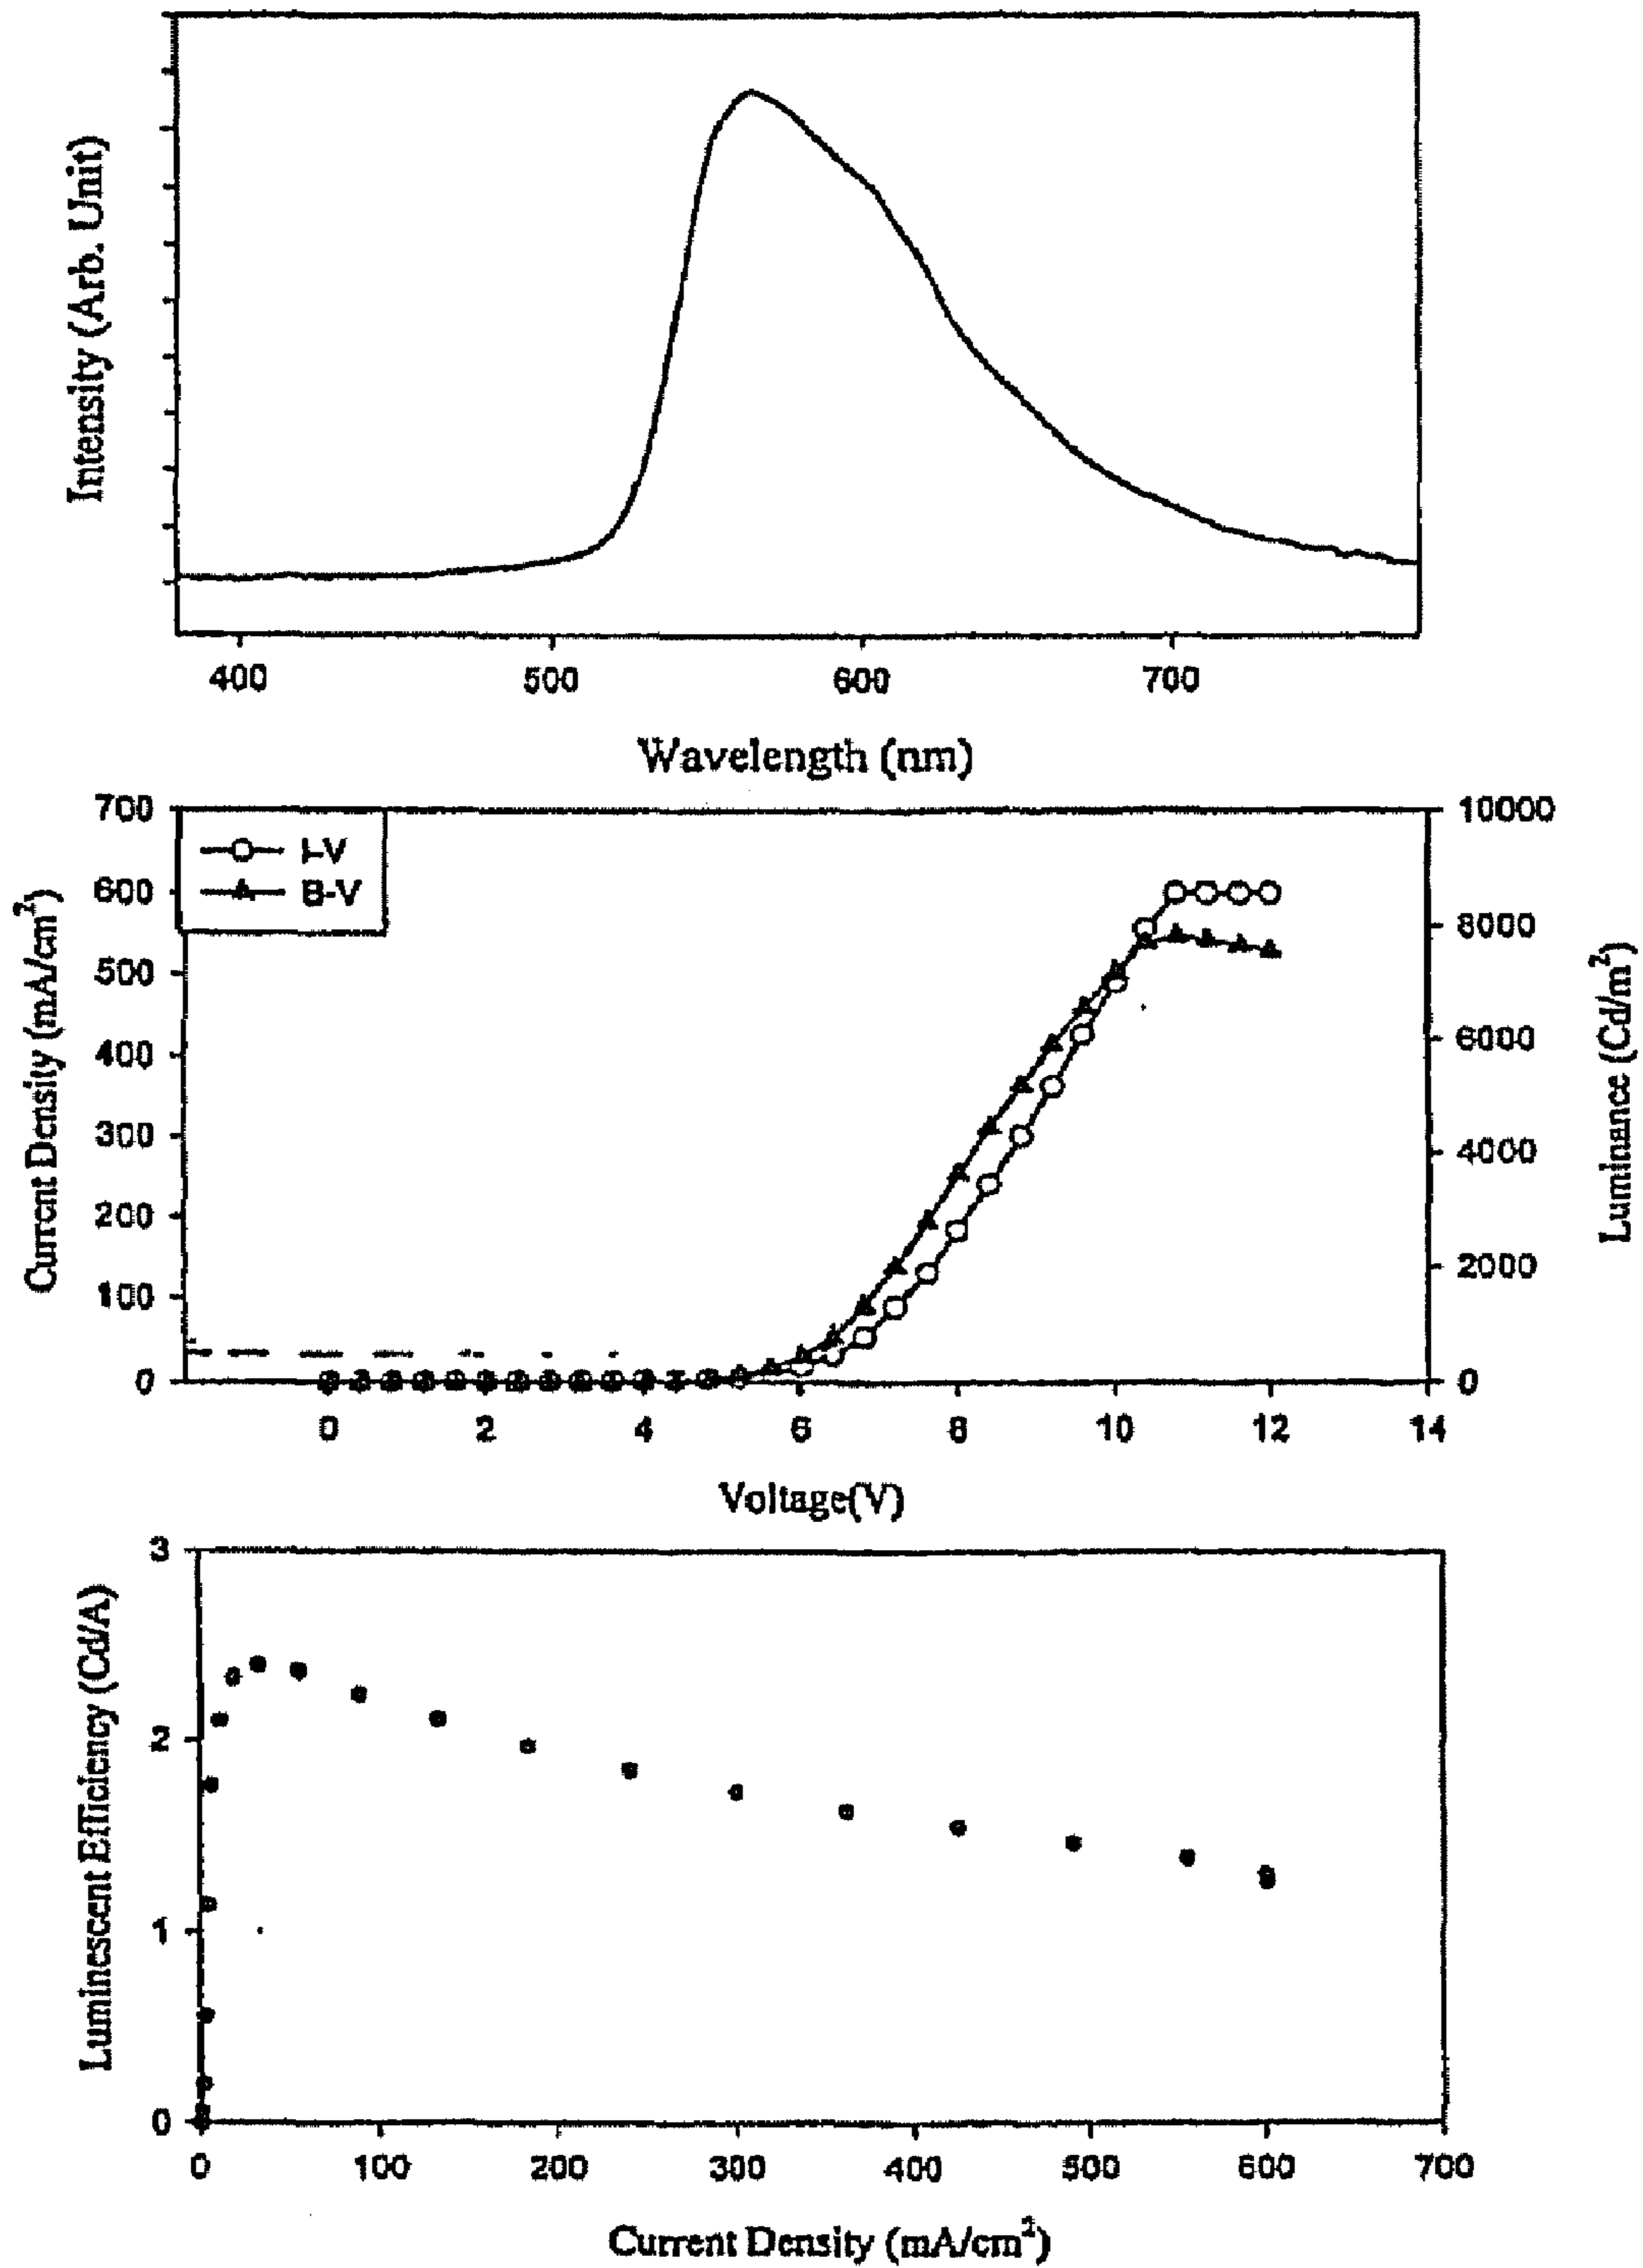 Intensity (Arb. Unit)
400 500 600 700
Wavelength (nm)
700 600 500 400 300 200 100 0
Current Density (mA/cm²)
I-V
B-V
10000 8000 6000 4000 2000 0
Luminance (Cd/m²)
0 2 4 6 8 10 12 14
Voltage(V)
3 2 1 0
Luminescent Efficiency (Cd/A)
0 100 200 300 400 500 600 700
Current Density (mA/cm²)